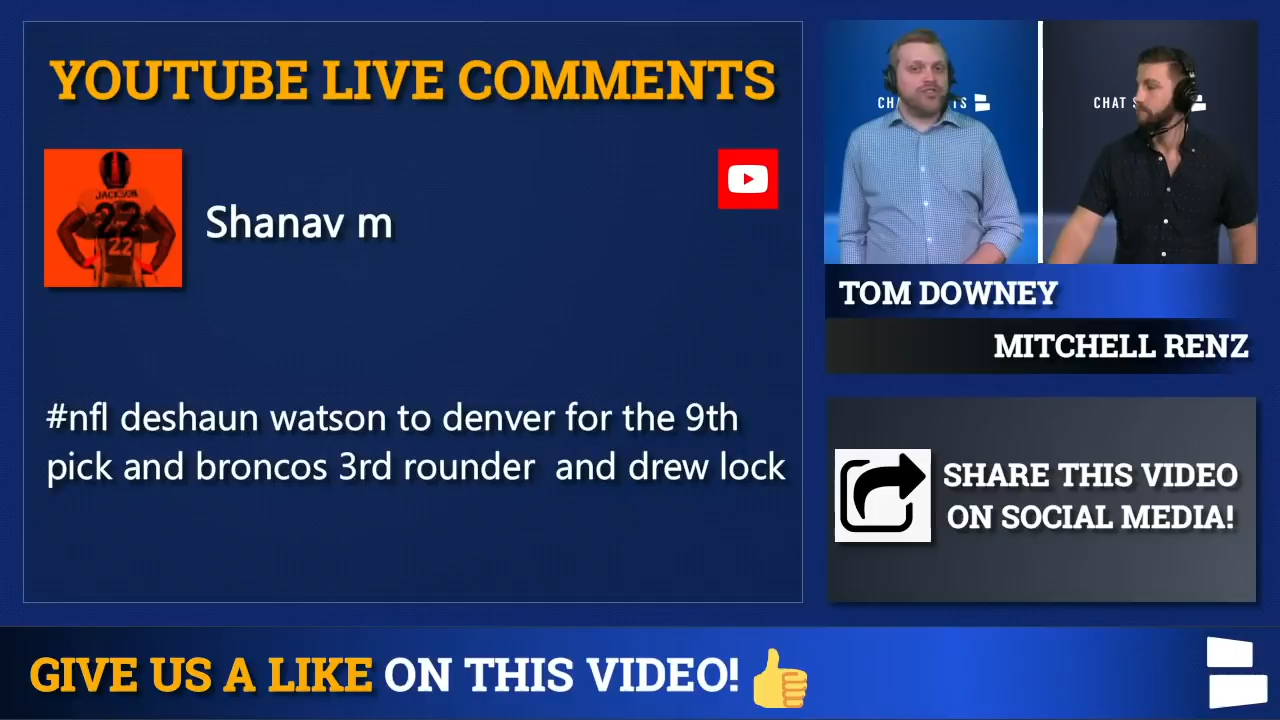 YOUTUBE LIVE COMMENTS
JACKSON
22
22
Shanav m
#nfl deshaun watson to denver for the 9th
pick and broncos 3rd rounder and drew lock
TOM DOWNEY
MITCHELL RENZ
SHARE THIS VIDEO
ON SOCIAL MEDIA!
GIVE US A LIKE ON THIS VIDEO!